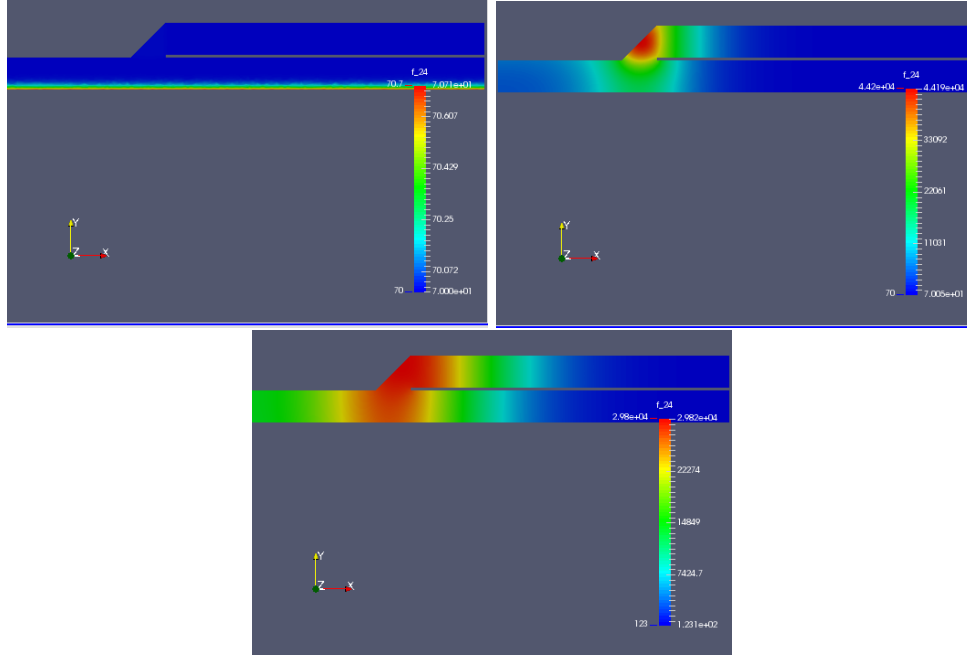 f_24
70.7 7.071e+01
70.607
70.429
70.25
70.072
70 7.000e+01
Y
Z X
f_24
4.42e+04 4.419e+04
33092
22061
11031
70 7.005e+01
Y
Z X
f_24
2.98e+04 2.982e+04
22274
14849
7424.7
123 1.231e+02
Y
Z X